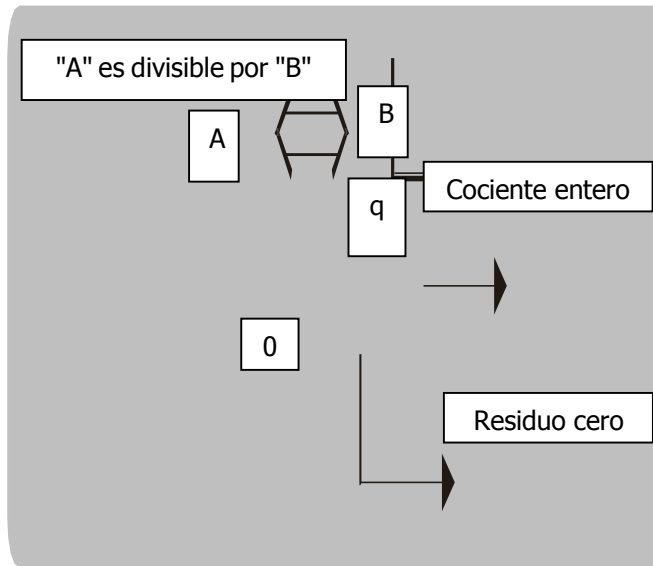 "A" es divisible por "B"
A
B
q
Cociente entero
0
Residuo cero